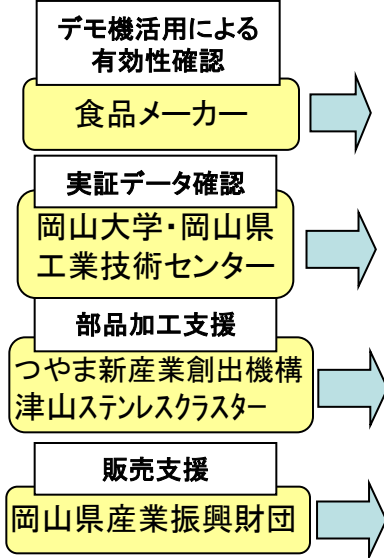 デモ機活用による
有効性確認
食品メーカー
実証データ確認
岡山大学・岡山県
工業技術センター
部品加工支援
つやま新産業創出機構
津山ステンレスクラスター
販売支援
岡山県産業振興財団